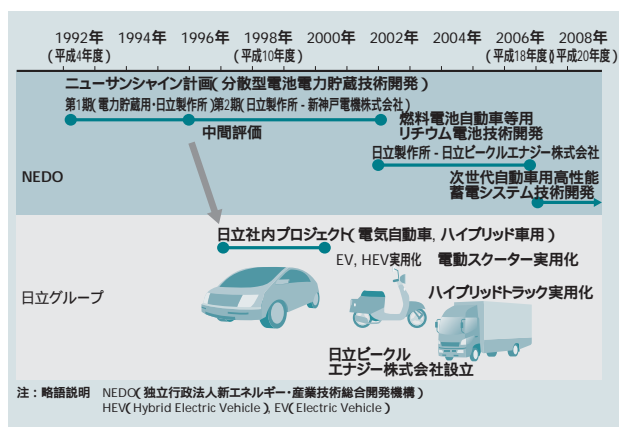 1992年 1994年 1996年 1998年 2000年 2002年 2004年 2006年 2008年
(平成4年度) (平成10年度) (平成18年度)(平成20年度)
ニューサンシャイン計画(分散型電池電力貯蔵技術開発)
第1期(電力貯蔵用・日立製作所)第2期(日立製作所 - 新神戸電機株式会社)
中間評価
燃料電池自動車等用
リチウム電池技術開発
日立製作所 - 日立ビークルエナジー株式会社
NEDO
次世代自動車用高性能
蓄電システム技術開発
日立社内プロジェクト(電気自動車, ハイブリッド車用)
EV, HEV実用化 電動スクーター実用化
日立グループ
ハイブリッドトラック実用化
日立ビークル
エナジー株式会社設立
注：略語説明 NEDO(独立行政法人新エネルギー・産業技術総合開発機構)
HEV(Hybrid Electric Vehicle), EV(Electric Vehicle)